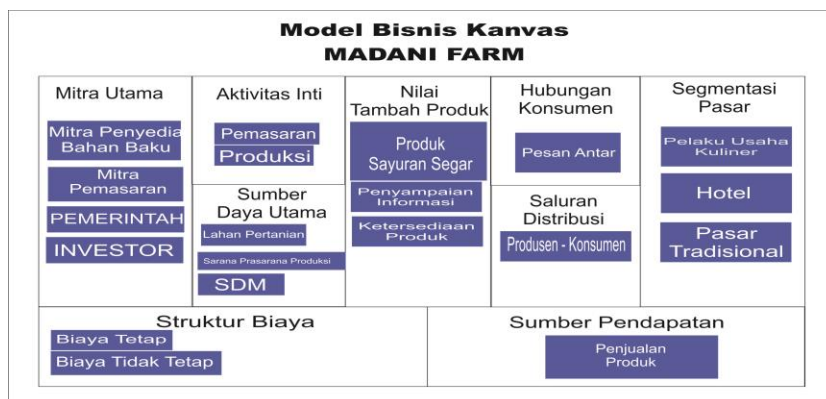 Model Bisnis Kanvas
MADANI FARM
Mitra Utama
Mitra Penyedia
Bahan Baku
Mitra
Pemasaran
PEMERINTAH
INVESTOR
Aktivitas Inti
Pemasaran
Produksi
Sumber
Daya Utama
Lahan Pertanian
Sarana Prasarana Produksi
SDM
Nilai
Tambah Produk
Produk
Sayuran Segar
Penyampaian
Informasi
Ketersediaan
Produk
Hubungan
Konsumen
Pesan Antar
Saluran
Distribusi
Produsen - Konsumen
Segmentasi
Pasar
Pelaku Usaha
Kuliner
Hotel
Pasar
Tradisional
Struktur Biaya
Biaya Tetap
Biaya Tidak Tetap
Sumber Pendapatan
Penjualan
Produk